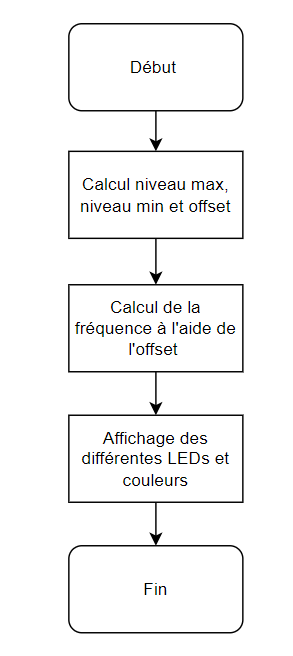 Début
Calcul niveau max,
niveau min et offset
Calcul de la
fréquence à l'aide de
l'offset
Affichage des
différentes LEDs et
couleurs
Fin